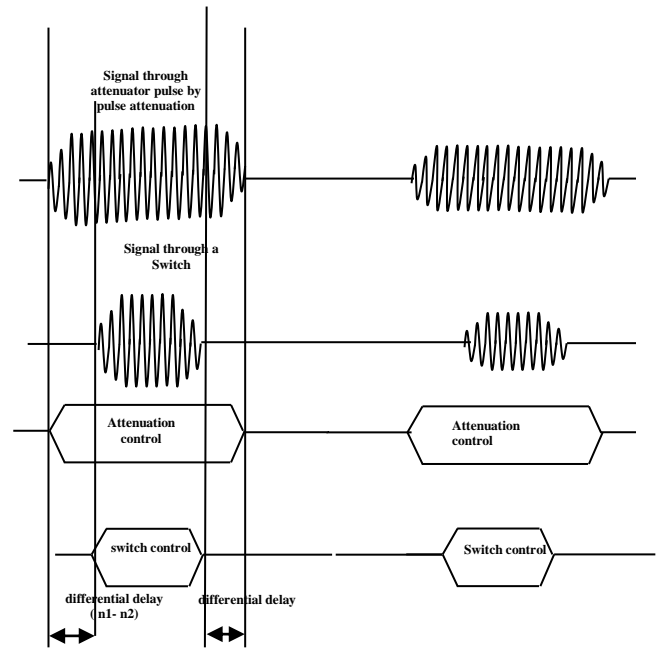 Signal through
attenuator pulse by
pulse attenuation
Signal through a
Switch
Attenuation
control
Attenuation
control
switch control
Switch control
differential delay
( n1- n2)
differential delay